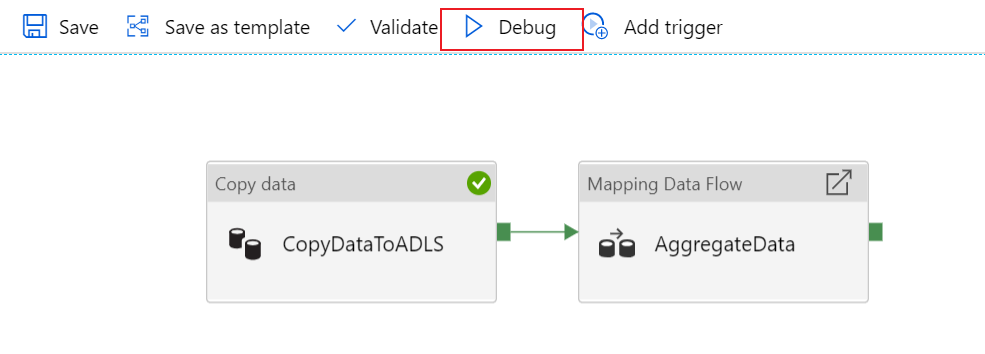 Save Save as template Validate Debug Add trigger
Copy data Mapping Data Flow
CopyDataToADLS AggregateData